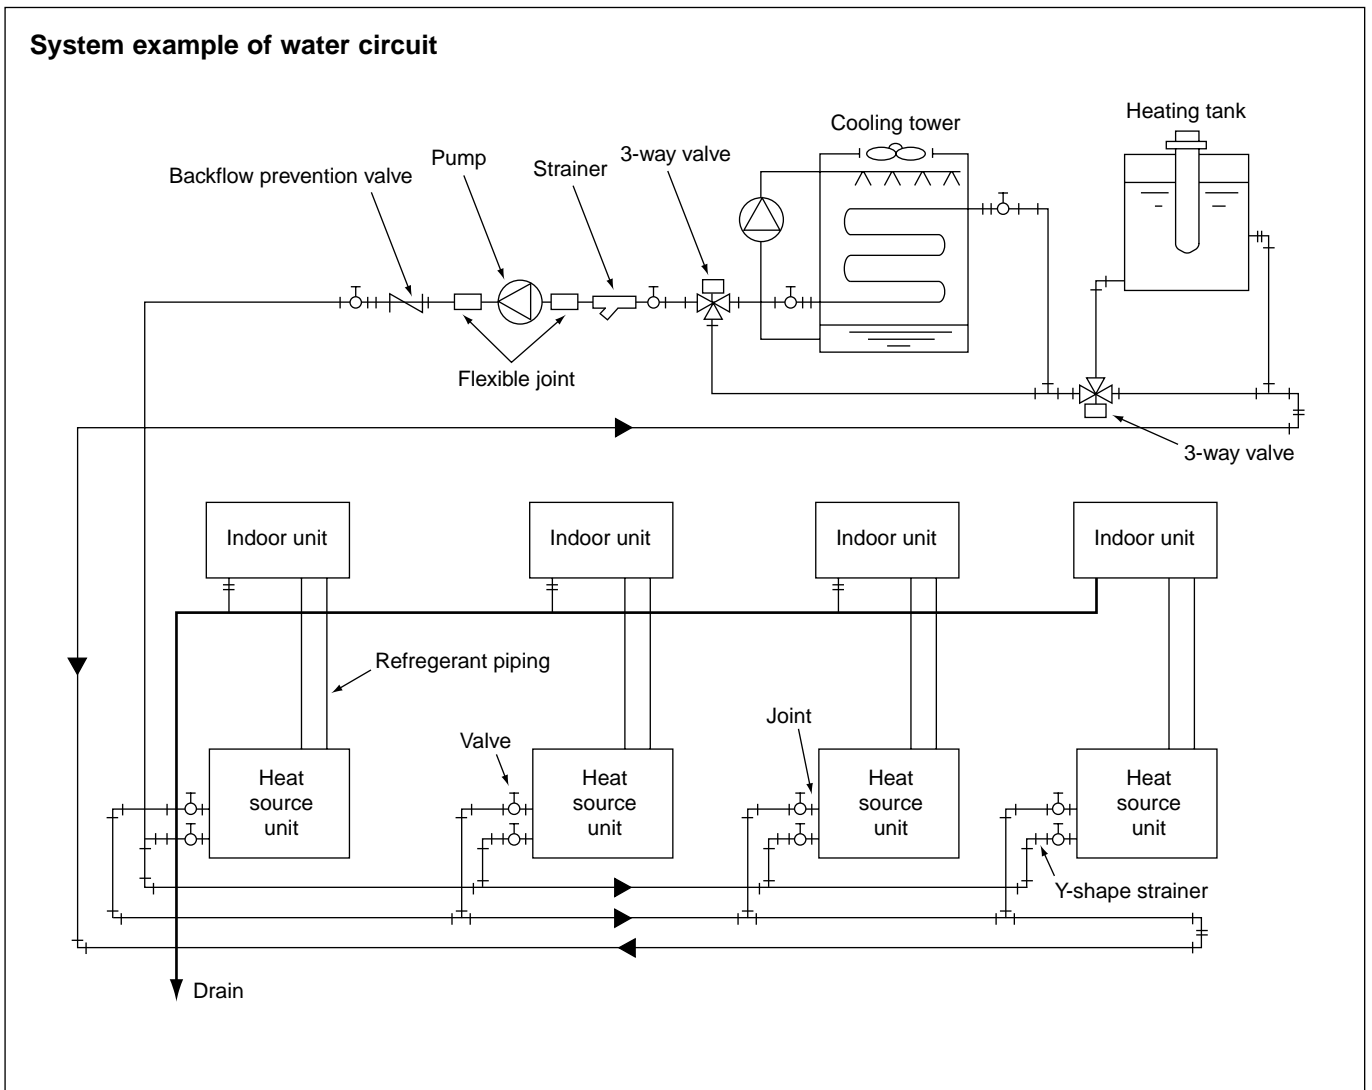 System example of water circuit
Heating tank
Cooling tower
3-way valve
Pump
Strainer
Backflow prevention valve
Flexible joint
3-way valve
Indoor unit
Indoor unit
Indoor unit
Indoor unit
Refregerant piping
Joint
Valve
Heat
source
unit
Heat
source
unit
Heat
source
unit
Heat
source
unit
Y-shape strainer
Drain